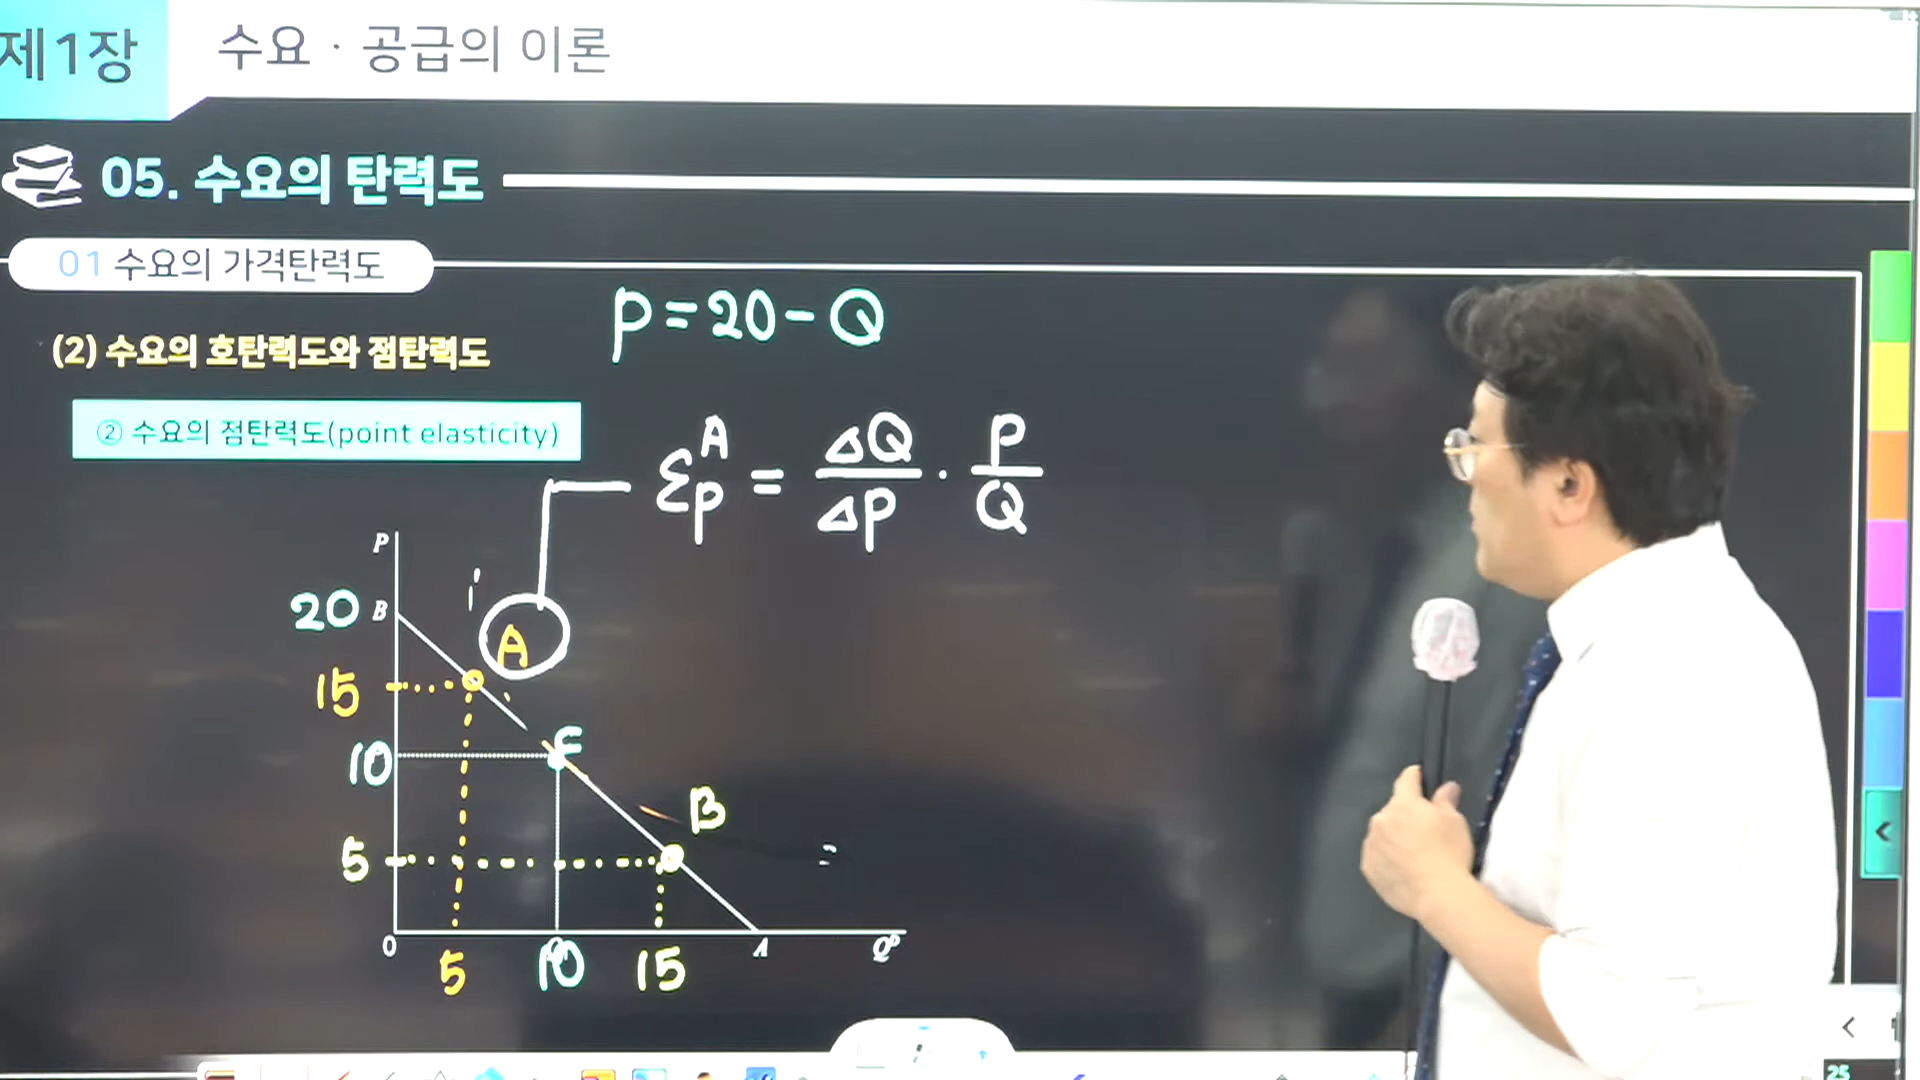 제1장
수요 · 공급의 이론
05. 수요의 탄력도
01 수요의 가격탄력도
P = 20 - Q
(2) 수요의 호탄력도와 점탄력도
② 수요의 점탄력도(point elasticity)
ε_P^A = ΔQ/ΔP · P/Q
P
20 B
A
15
10
E
B
5
=
0
5
10
15
A
Q^D
25